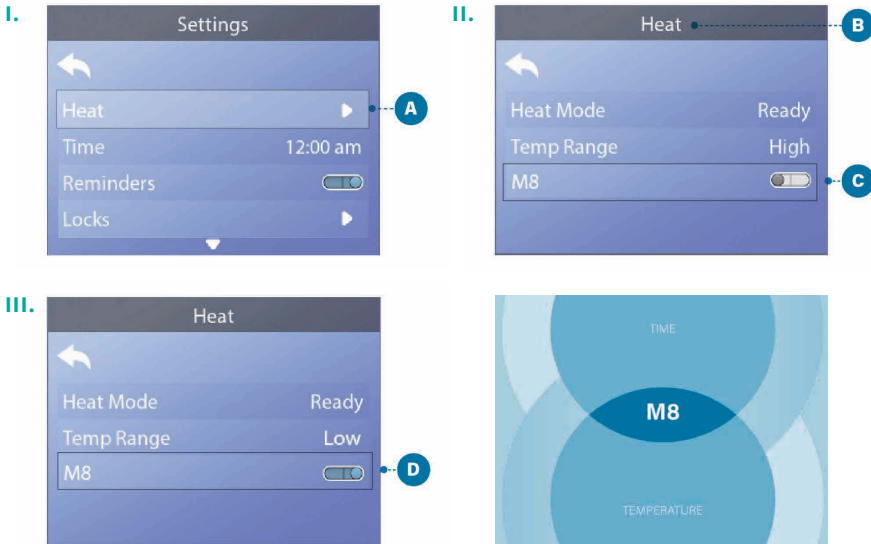 I.
Settings
Heat
A
Time 12:00 am
Reminders
Locks
II.
Heat
B
Heat Mode Ready
Temp Range High
M8
C
III.
Heat
Heat Mode Ready
Temp Range Low
M8
D
TIME
M8
TEMPERATURE